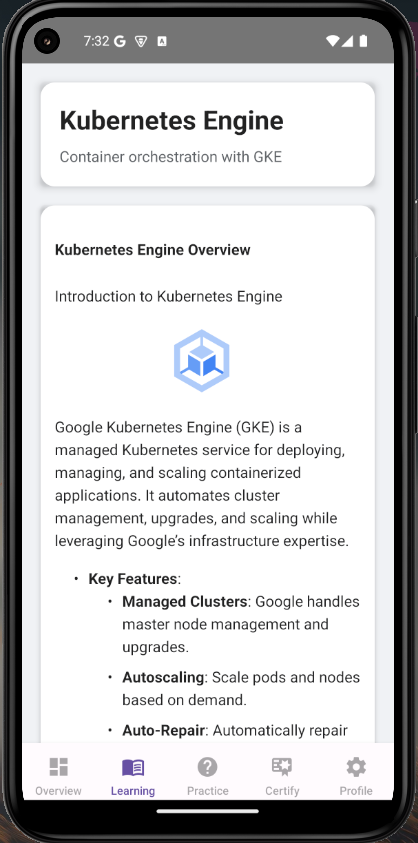 7:32
Kubernetes Engine
Container orchestration with GKE
Kubernetes Engine Overview
Introduction to Kubernetes Engine
Google Kubernetes Engine (GKE) is a
managed Kubernetes service for deploying,
managing, and scaling containerized
applications. It automates cluster
management, upgrades, and scaling while
leveraging Google’s infrastructure expertise.
• Key Features:
• Managed Clusters: Google handles
master node management and
upgrades.
• Autoscaling: Scale pods and nodes
based on demand.
• Auto-Repair: Automatically repair
Overview Learning Practice Certify Profile